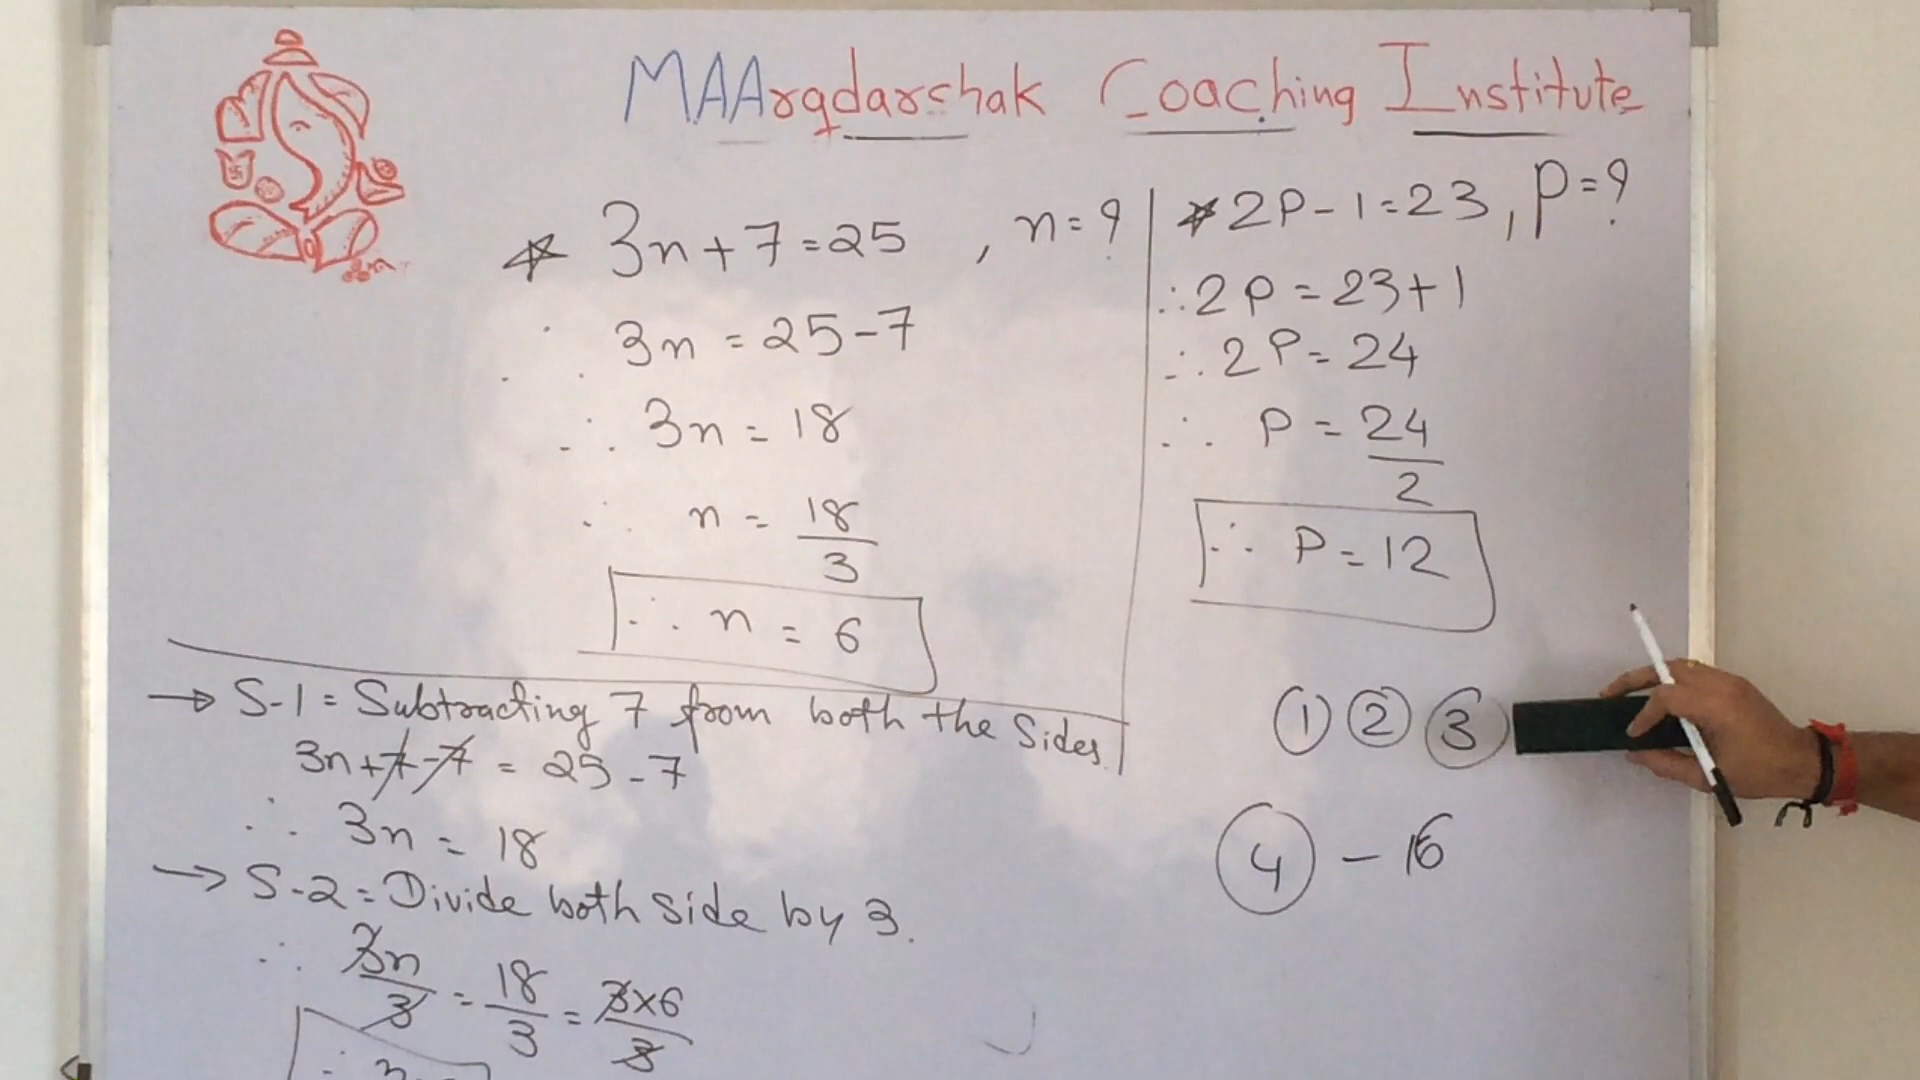 MAArgdarshak Coaching Institute
* 3n+7=25 , n=?
∴ 3n = 25-7
∴ 3n = 18
∴ n = 18/3
∴ n = 6
→ S-1 = Subtracting 7 from both the sides.
3n+7-7 = 25-7
∴ 3n = 18
→ S-2 = Divide both side by 3.
∴ 3n/3 = 18/3 = 3×6/3
* 2P-1=23, P=?
∴ 2P = 23+1
∴ 2P = 24
∴ P = 24/2
∴ P = 12
① ② ③
④ - 16